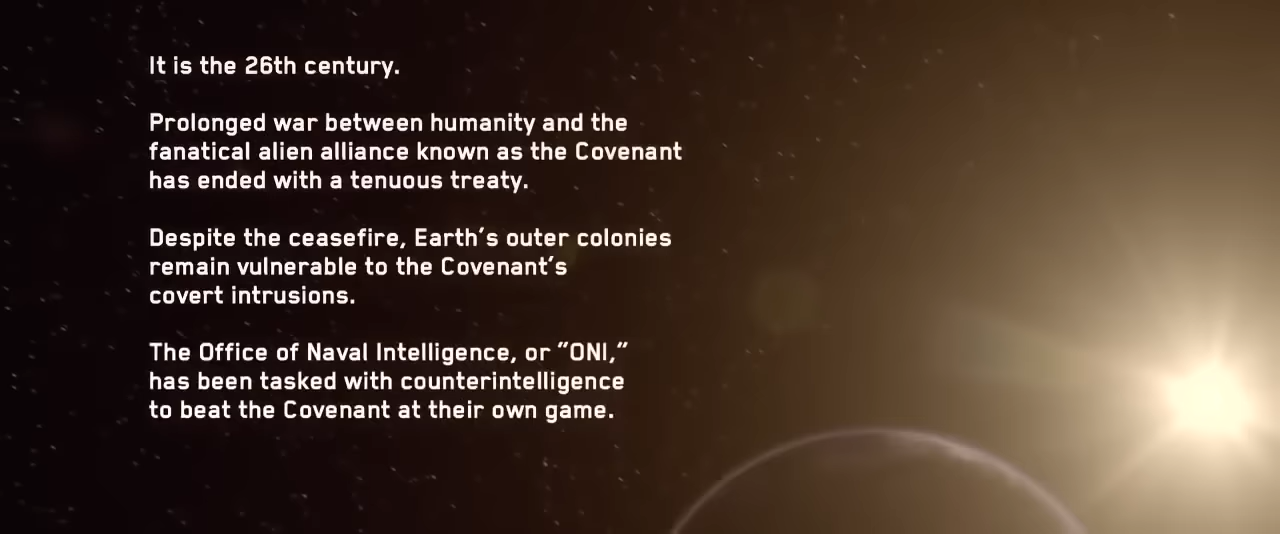 It is the 26th century.
Prolonged war between humanity and the
fanatical alien alliance known as the Covenant
has ended with a tenuous treaty.
Despite the ceasefire, Earth’s outer colonies
remain vulnerable to the Covenant’s
covert intrusions.
The Office of Naval Intelligence, or “ONI,”
has been tasked with counterintelligence
to beat the Covenant at their own game.